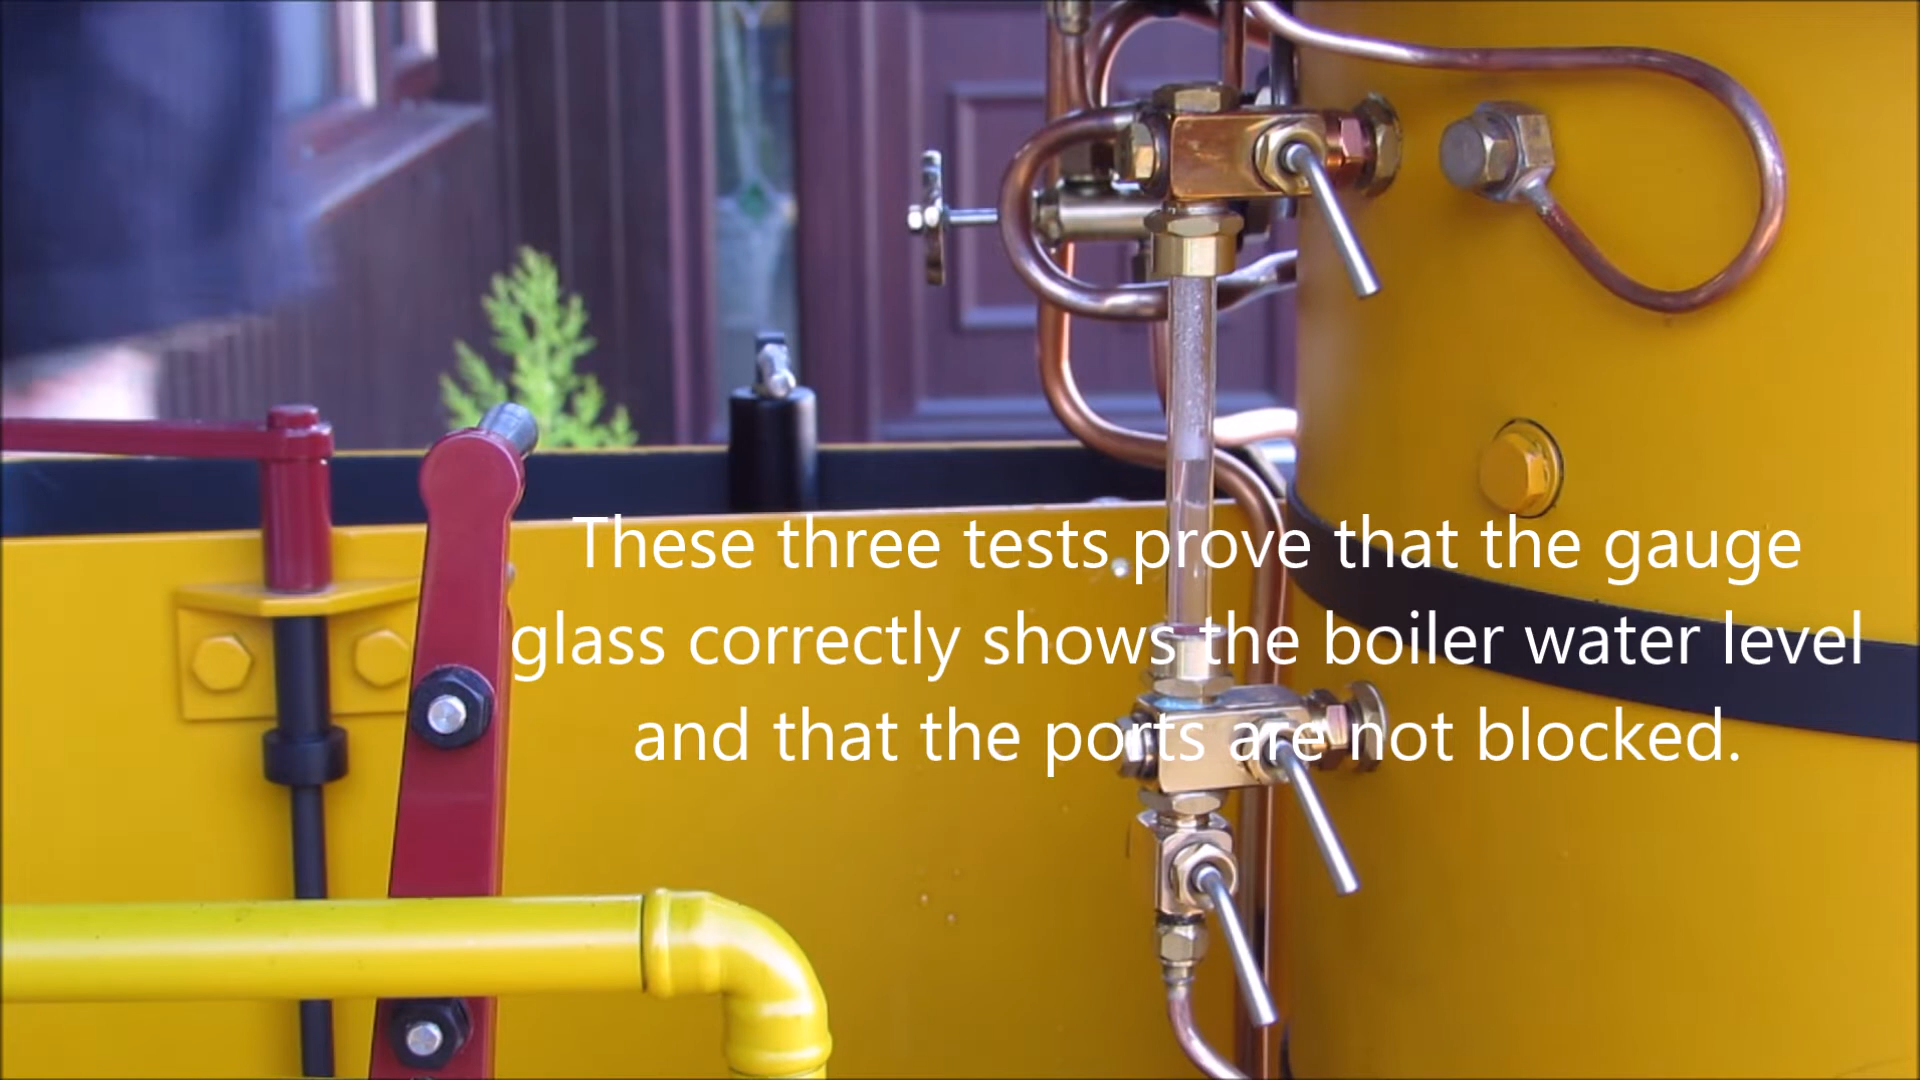 These three tests prove that the gauge
glass correctly shows the boiler water level
and that the ports are not blocked.